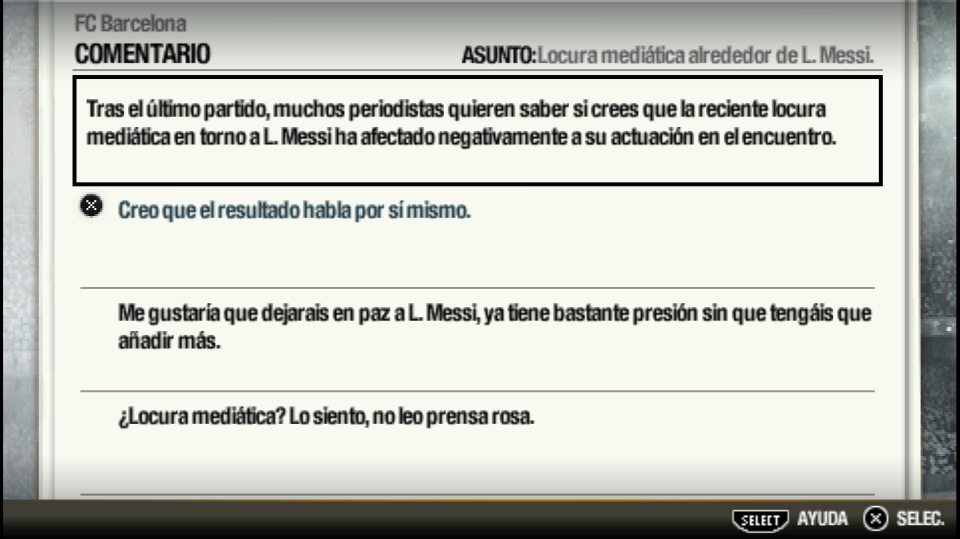 FC Barcelona
COMENTARIO
ASUNTO:Locura mediática alrededor de L. Messi.
Tras el último partido, muchos periodistas quieren saber si crees que la reciente locura
mediática en torno a L. Messi ha afectado negativamente a su actuación en el encuentro.
Creo que el resultado habla por sí mismo.
Me gustaría que dejarais en paz a L. Messi, ya tiene bastante presión sin que tengáis que
añadir más.
¿Locura mediática? Lo siento, no leo prensa rosa.
SELECT AYUDA SELEC.